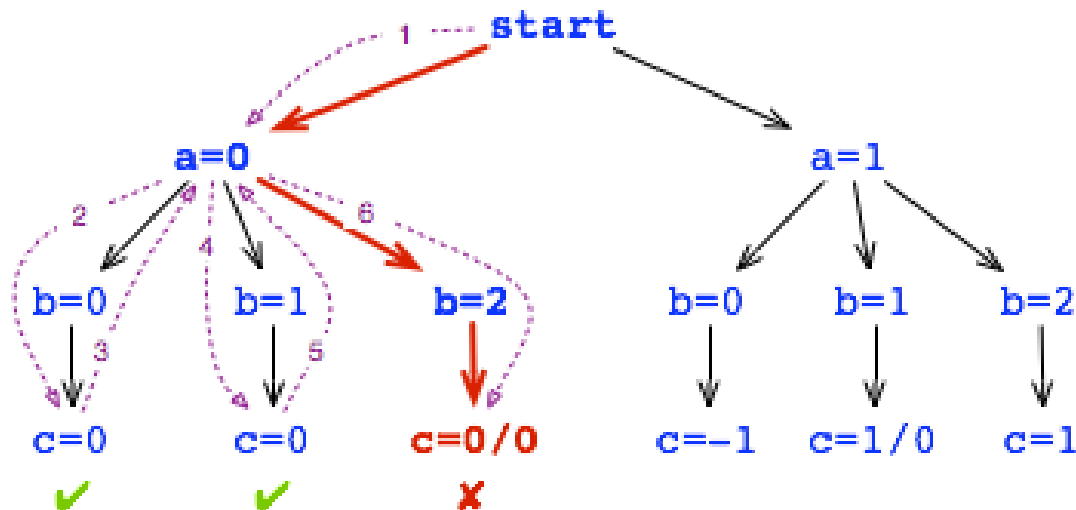 1 start
a=0 a=1
2 4 6
b=0 b=1 b=2 b=0 b=1 b=2
3 5
c=0 c=0 c=0/0 c=-1 c=1/0 c=1
✔ ✔ ✘